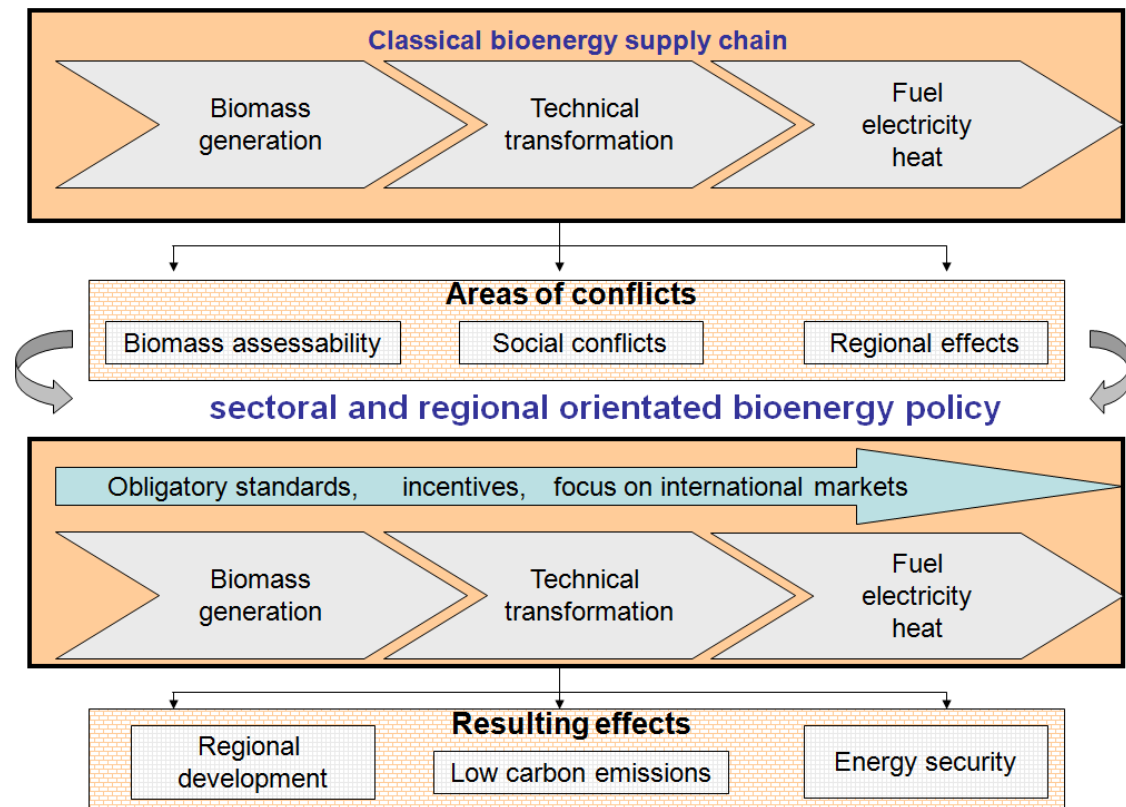 Classical bioenergy supply chain
Biomass
generation
Technical
transformation
Fuel
electricity
heat
Areas of conflicts
Biomass assessability
Social conflicts
Regional effects
sectoral and regional orientated bioenergy policy
Obligatory standards, incentives, focus on international markets
Biomass
generation
Technical
transformation
Fuel
electricity
heat
Resulting effects
Regional
development
Low carbon emissions
Energy security